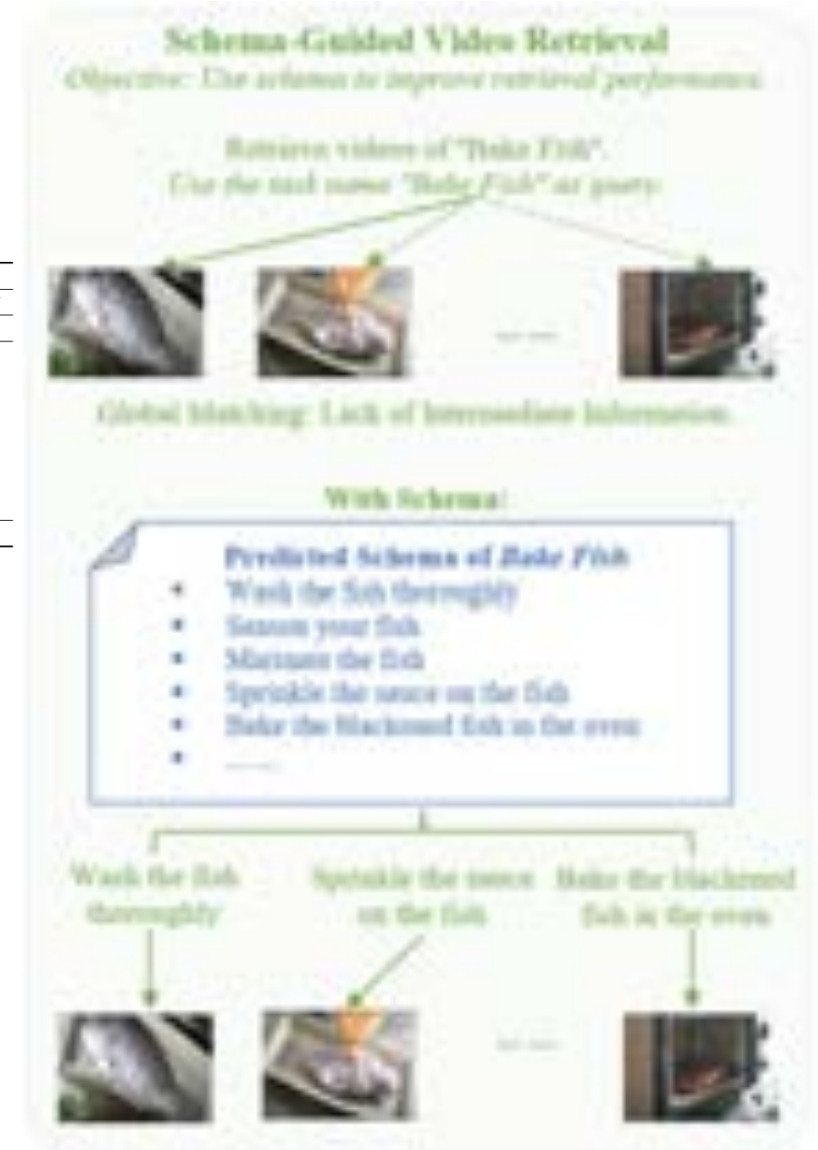 Schema-Guided Video Retrieval
Objective: Use schema to improve retrieval performance.
Retrieve videos of "Bake Fish".
Use the task name "Bake Fish" as query.
Global Matching: Lack of Intermediate Information.
With Schema:
Predicted Schema of Bake Fish
• Wash the fish thoroughly
• Season your fish
• Marinate the fish
• Sprinkle the sauce on the fish
• Bake the blackened fish in the oven
• ......
Wash the fish
thoroughly
Sprinkle the sauce
on the fish
Bake the blackened
fish in the oven